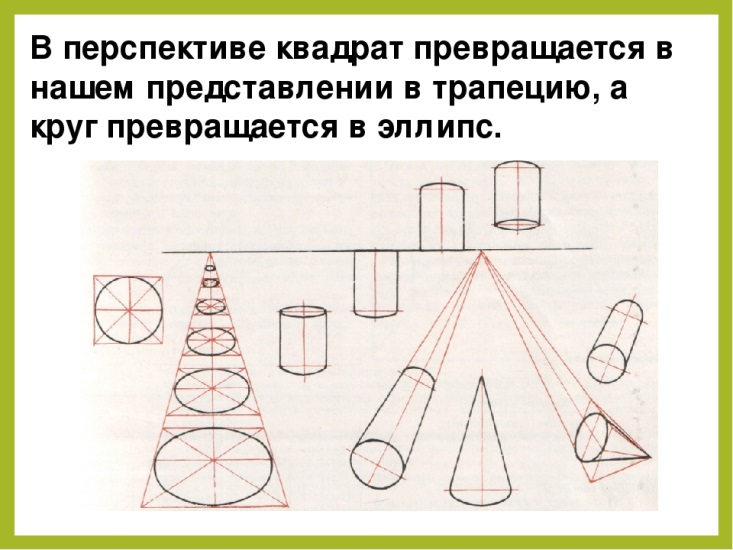 В перспективе квадрат превращается в
нашем представлении в трапецию, а
круг превращается в эллипс.